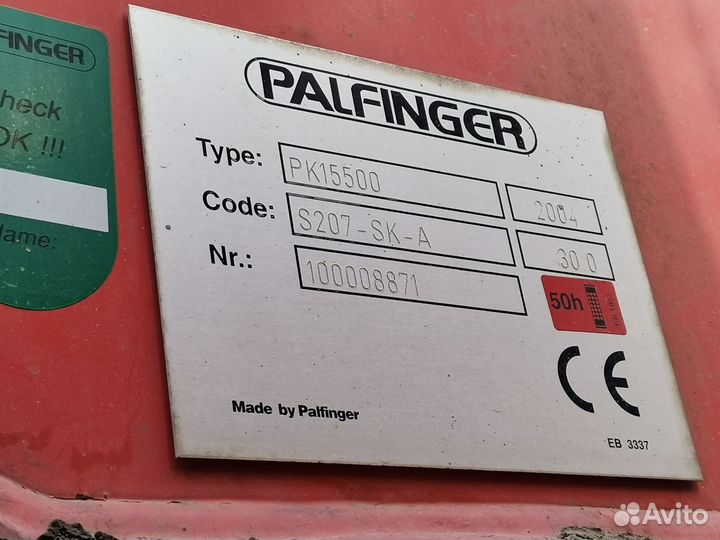 FINGER
heck
OK !!!
Name:
PALFINGER
Type: PK15500 2004
Code: S207-SK-A 30 0
Nr.: 100008871
50h
Made by Palfinger
CE
EB 3337
Avito